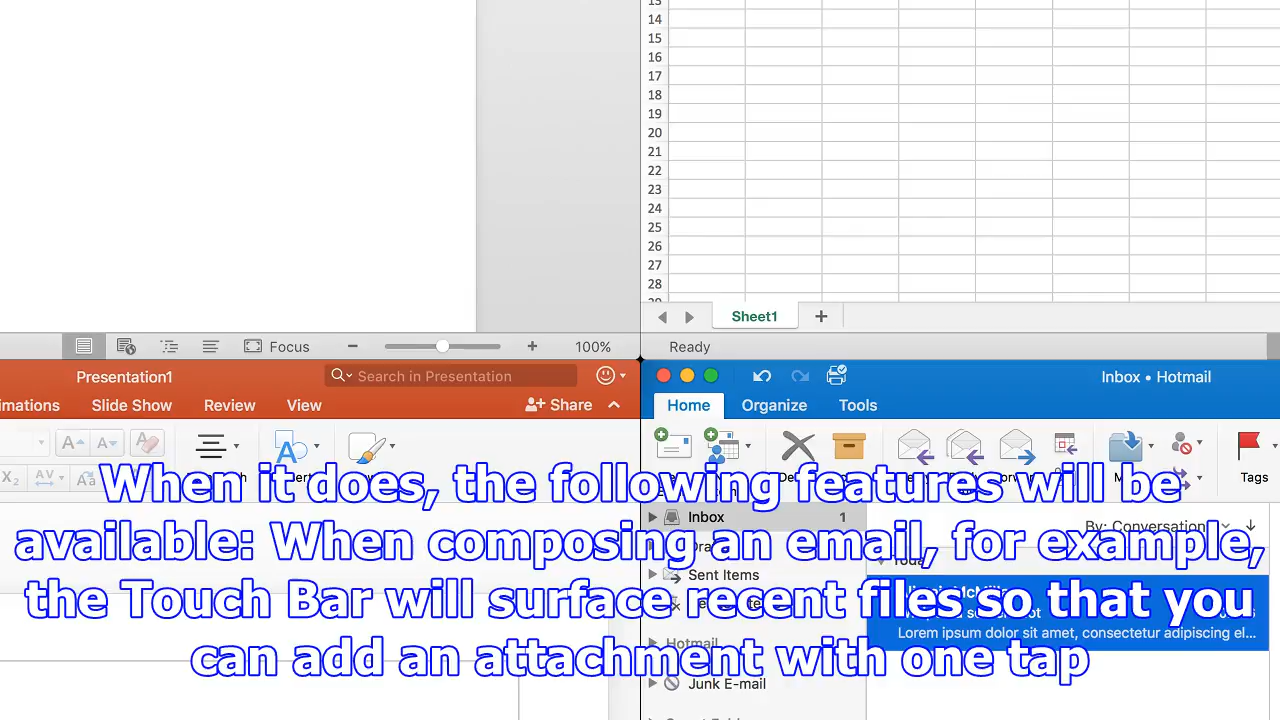 13
14
15
16
17
18
19
20
21
22
23
24
25
26
27
28
Sheet1
Focus
100%
Ready
Presentation1
Search in Presentation
Inbox • Hotmail
Slide Show
Review
View
Share
Home
Organize
Tools
Tags
When it does, the following features will be
available: When composing an email, for example,
the Touch Bar will surface recent files so that you
can add an attachment with one tap
Inbox
1
By: Conversation
Sent Items
Lorem ipsum dolor sit amet, consectetur adipiscing el...
Hotmail
Junk E-mail